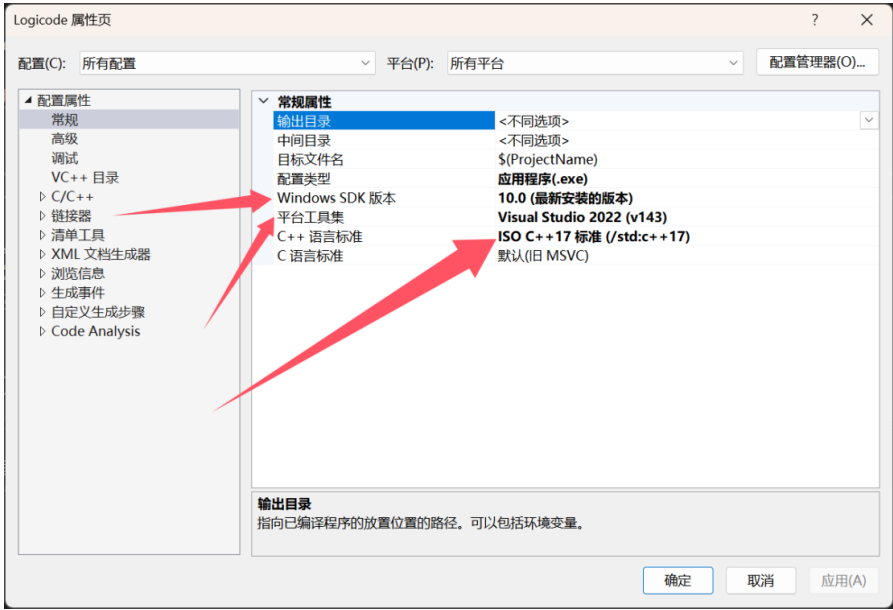 Logicode 属性页
配置(C): 所有配置 平台(P): 所有平台 配置管理器(O)...
配置属性
常规
高级
调试
VC++ 目录
C/C++
链接器
清单工具
XML 文档生成器
浏览信息
生成事件
自定义生成步骤
Code Analysis
常规属性
输出目录 <不同选项>
中间目录 <不同选项>
目标文件名 $(ProjectName)
配置类型 应用程序(.exe)
Windows SDK 版本 10.0 (最新安装的版本)
平台工具集 Visual Studio 2022 (v143)
C++ 语言标准 ISO C++17 标准 (/std:c++17)
C 语言标准 默认(旧 MSVC)
输出目录
指向已编译程序的放置位置的路径。可以包括环境变量。
确定 取消 应用(A)